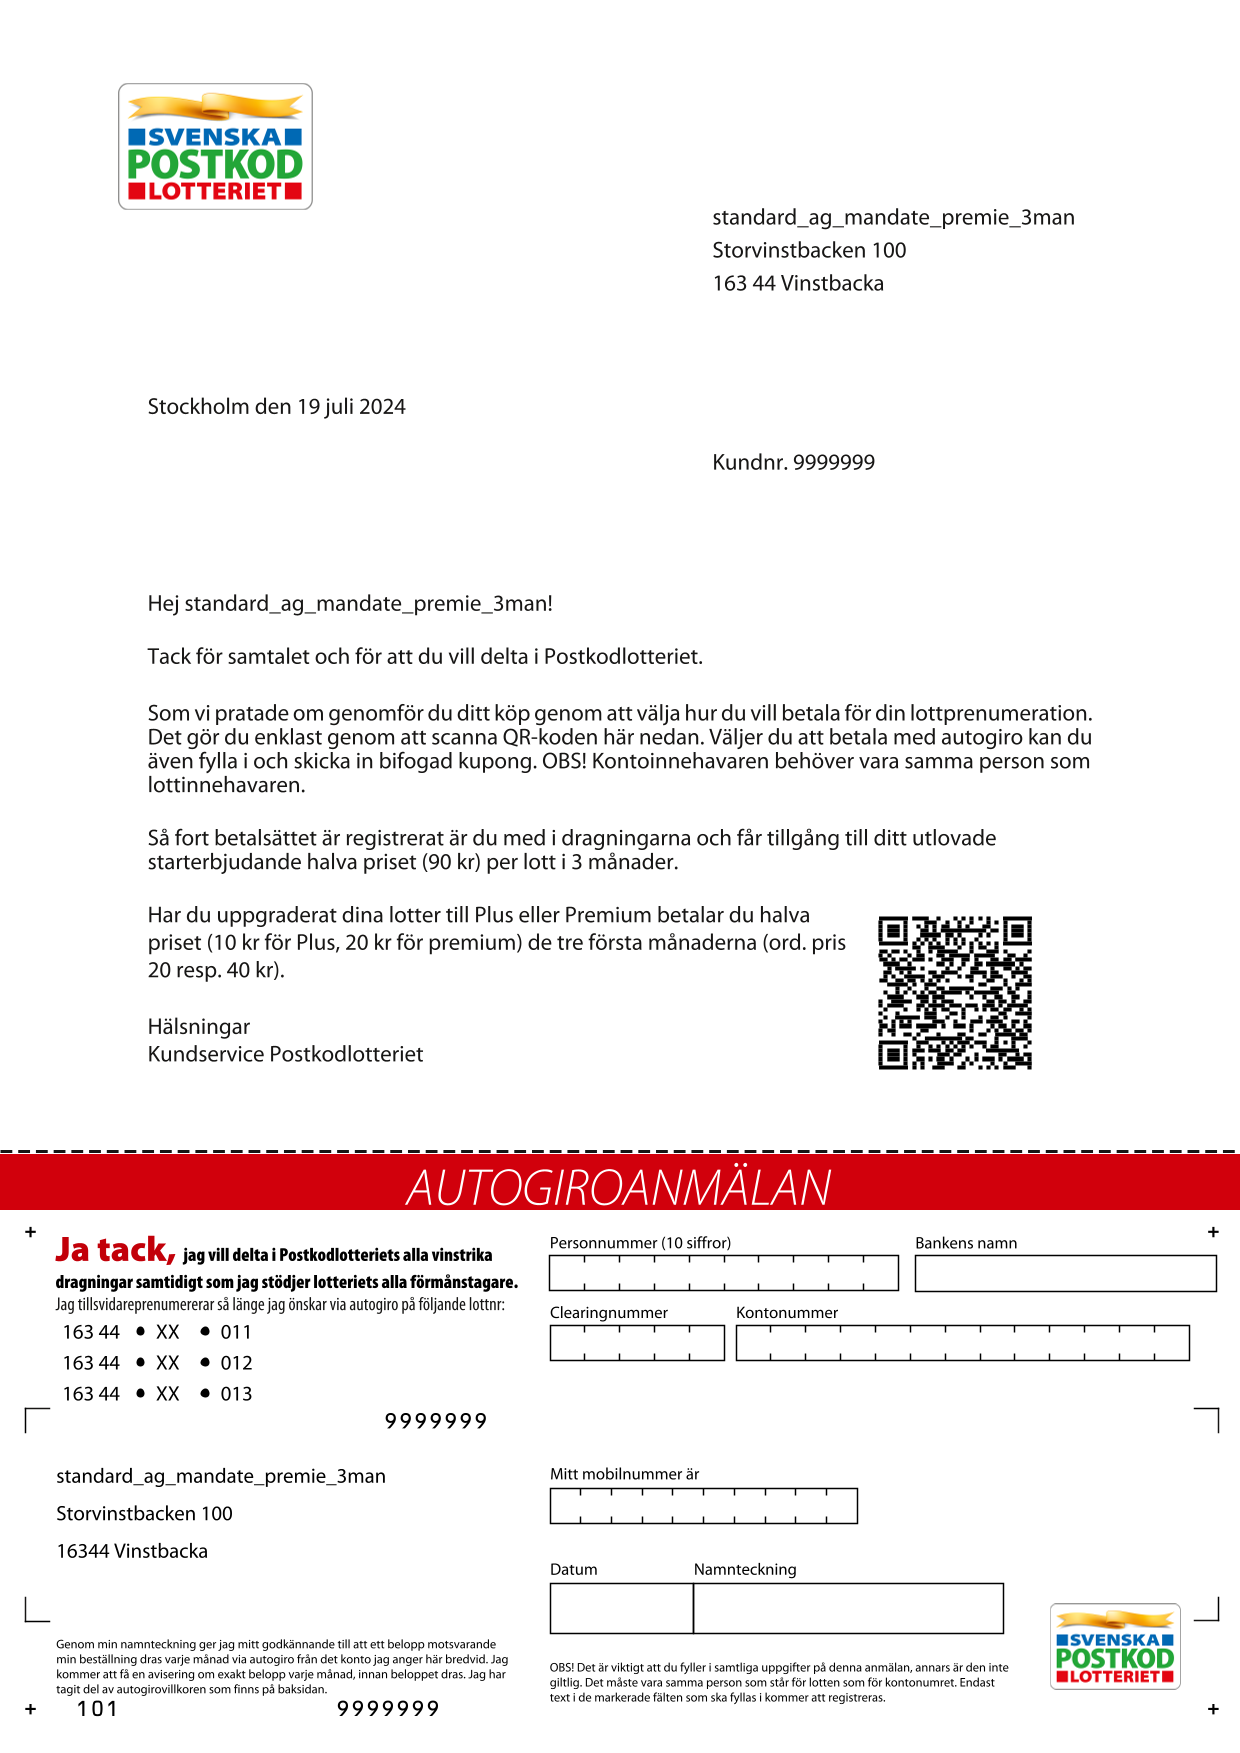 SVENSKA
POSTKOD
LOTTERIET
standard_ag_mandate_premie_3man
Storvinstbacken 100
163 44 Vinstbacka
Stockholm den 19 juli 2024
Kundnr. 9999999
Hej standard_ag_mandate_premie_3man!
Tack för samtalet och för att du vill delta i Postkodlotteriet.
Som vi pratade om genomför du ditt köp genom att välja hur du vill betala för din lottprenumeration.
Det gör du enklast genom att scanna QR-koden här nedan. Väljer du att betala med autogiro kan du
även fylla i och skicka in bifogad kupong. OBS! Kontoinnehavaren behöver vara samma person som
lottinnehavaren.
Så fort betalsättet är registrerat är du med i dragningarna och får tillgång till ditt utlovade
starterbjudande halva priset (90 kr) per lott i 3 månader.
Har du uppgraderat dina lotter till Plus eller Premium betalar du halva
priset (10 kr för Plus, 20 kr för premium) de tre första månaderna (ord. pris
20 resp. 40 kr).
Hälsningar
Kundservice Postkodlotteriet
AUTOGIROANMÄLAN
Ja tack, jag vill delta i Postkodlotteriets alla vinstrika
dragningar samtidigt som jag stödjer lotteriets alla förmånstagare.
Jag tillsvidareprenumererar så länge jag önskar via autogiro på följande lottnr:
163 44 • XX • 011
163 44 • XX • 012
163 44 • XX • 013
9999999
standard_ag_mandate_premie_3man
Storvinstbacken 100
16344 Vinstbacka
Genom min namnteckning ger jag mitt godkännande till att ett belopp motsvarande
min beställning dras varje månad via autogiro från det konto jag anger här bredvid. Jag
kommer att få en avisering om exakt belopp varje månad, innan beloppet dras. Jag har
tagit del av autogirovillkoren som finns på baksidan.
101 9999999
Personnummer (10 siffror) Bankens namn
Clearingnummer Kontonummer
Mitt mobilnummer är
Datum Namnteckning
OBS! Det är viktigt att du fyller i samtliga uppgifter på denna anmälan, annars är den inte
giltlig. Det måste vara samma person som står för lotten som för kontonumret. Endast
text i de markerade fälten som ska fyllas i kommer att registreras.
SVENSKA
POSTKOD
LOTTERIET